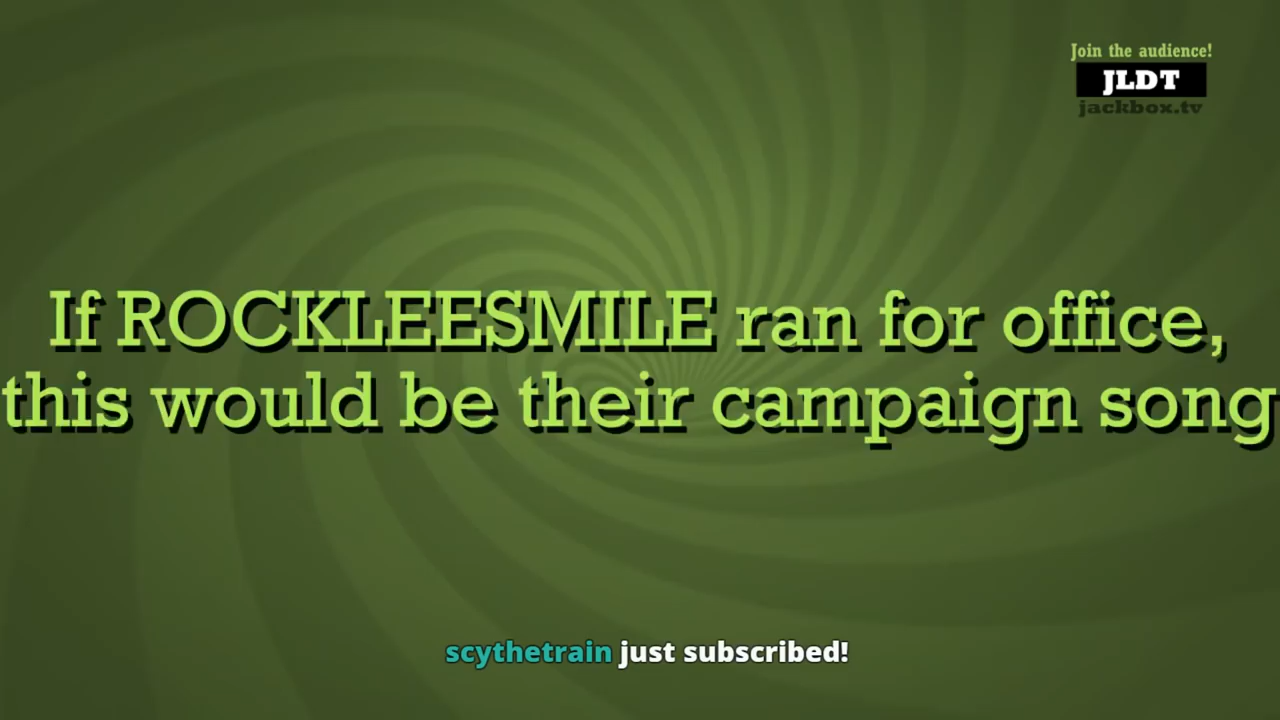 Join the audience!
JLDT
jackbox.tv
If ROCKLEESMILE ran for office,
this would be their campaign song
scythetrain just subscribed!